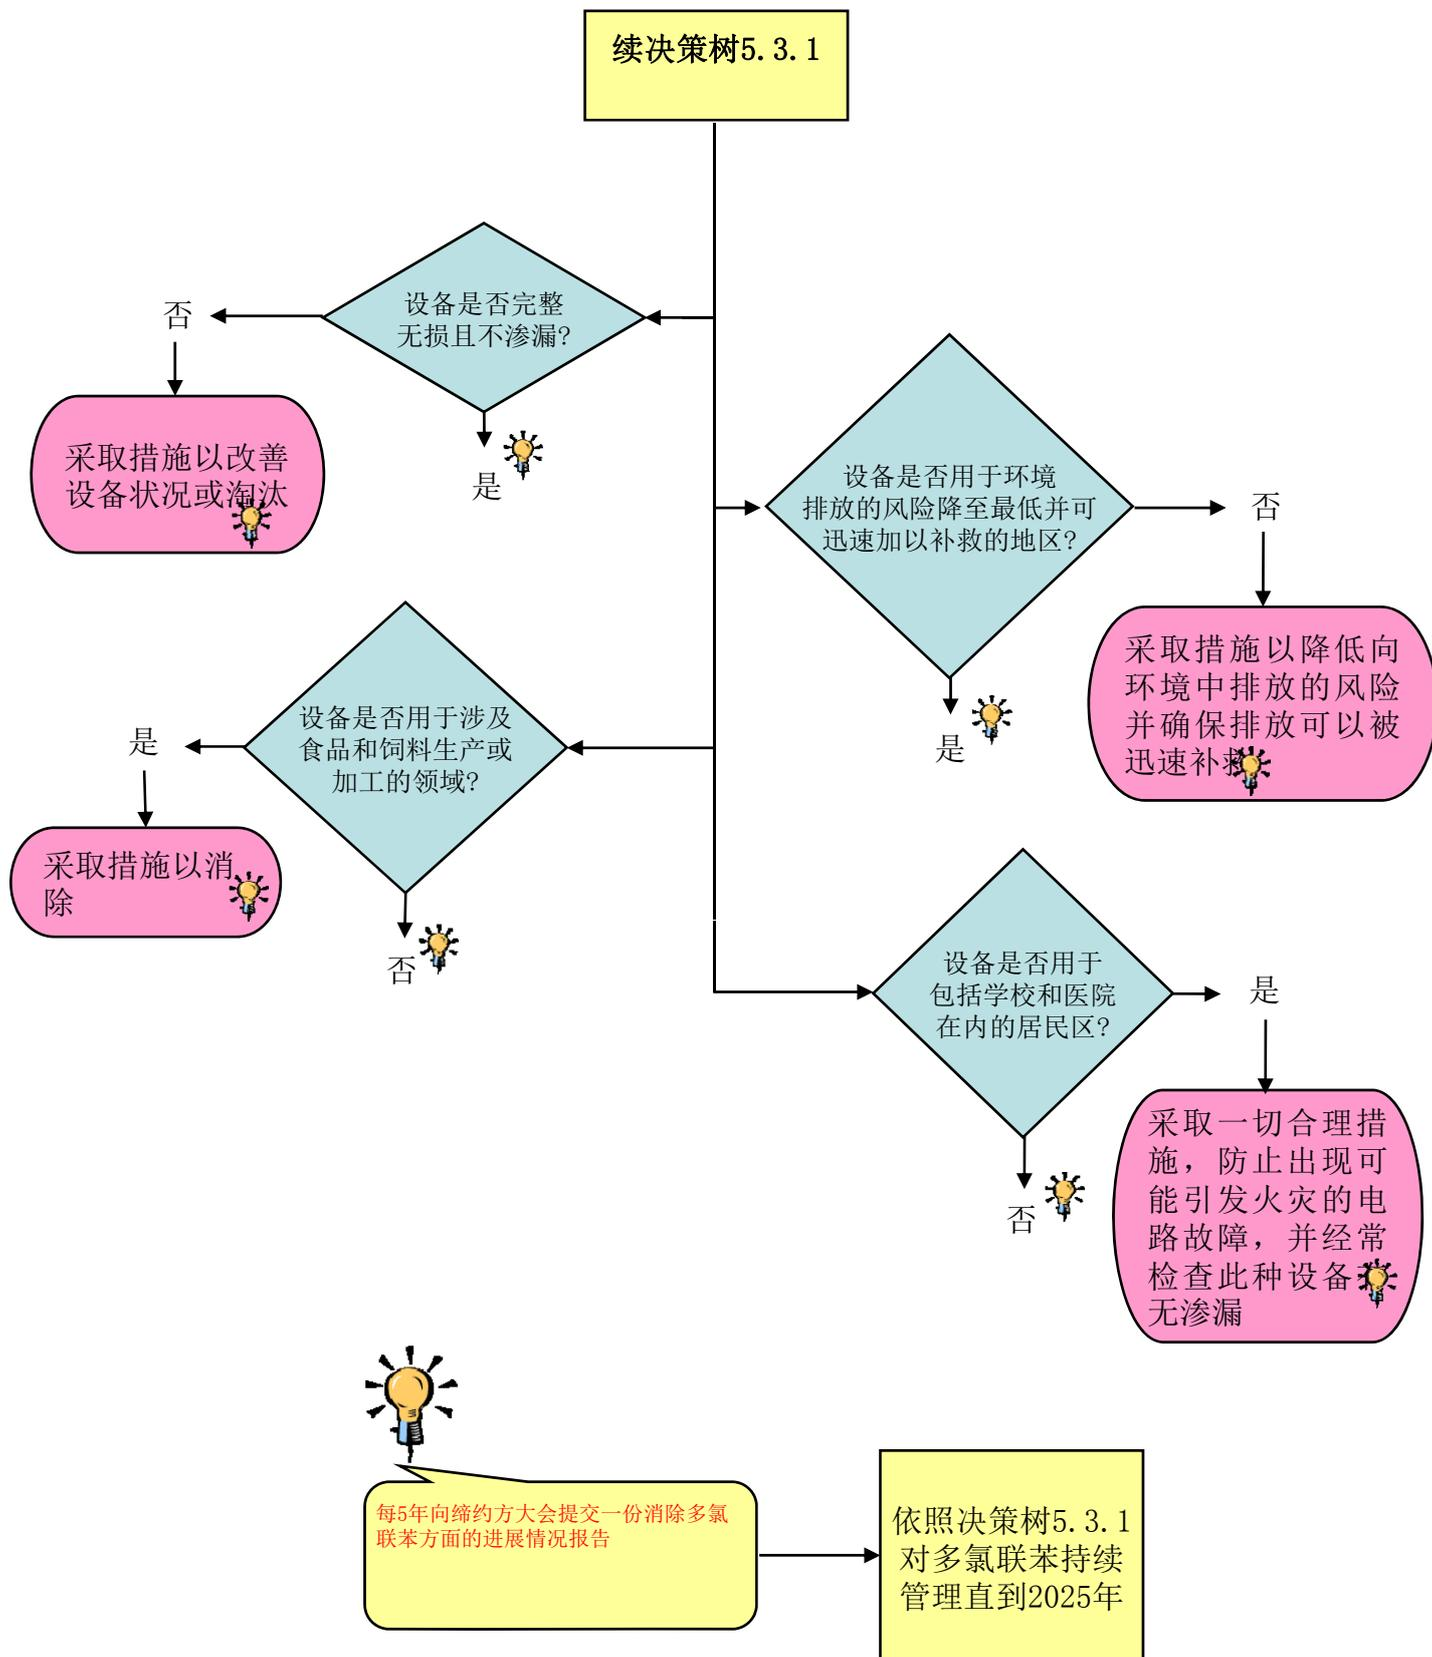 续决策树5.3.1
设备是否完整
无损且不渗漏?
否
是
采取措施以改善
设备状况或淘汰
设备是否用于环境
排放的风险降至最低并可
迅速加以补救的地区?
否
是
采取措施以降低向
环境中排放的风险
并确保排放可以被
迅速补救
设备是否用于涉及
食品和饲料生产或
加工的领域?
是
否
采取措施以消
除
设备是否用于
包括学校和医院
在内的居民区?
是
否
采取一切合理措
施，防止出现可
能引发火灾的电
路故障，并经常
检查此种设备
无渗漏
每5年向缔约方大会提交一份消除多氯
联苯方面的进展情况报告
依照决策树5.3.1
对多氯联苯持续
管理直到2025年